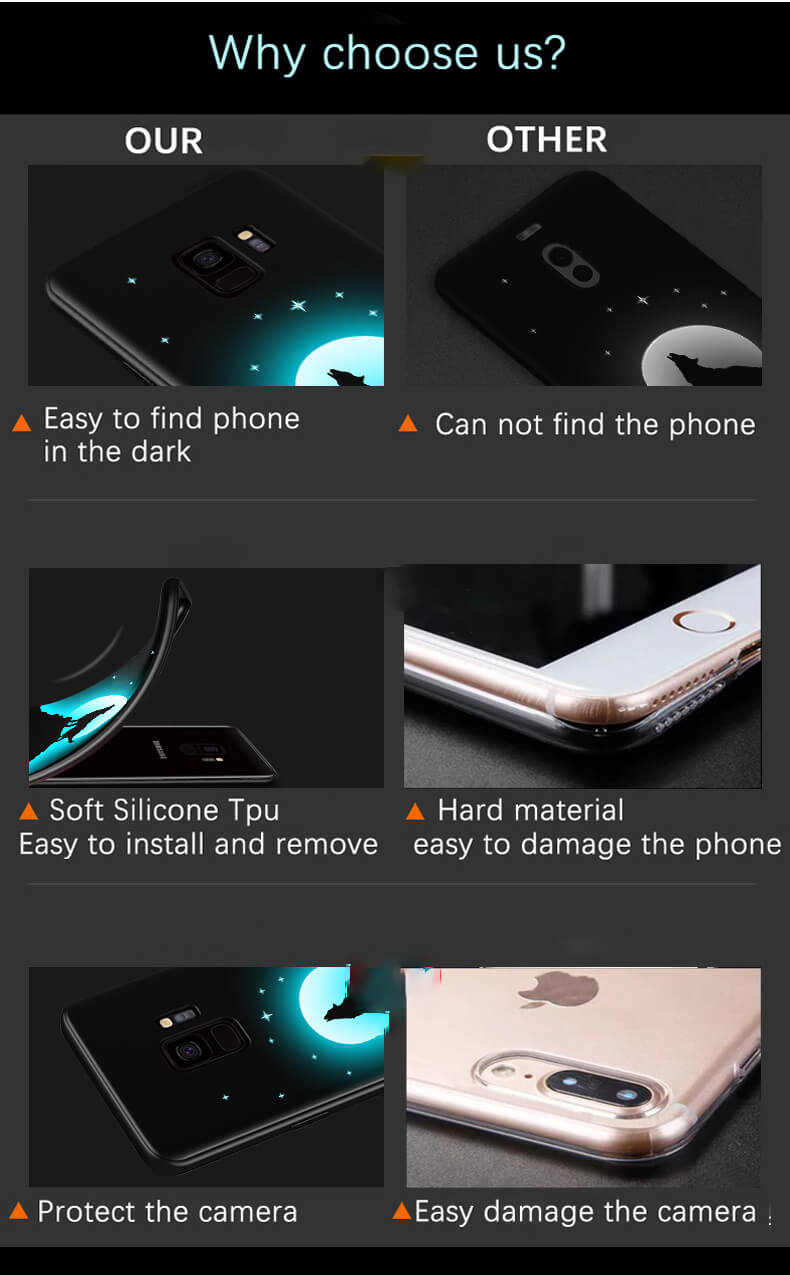 Why choose us?
OUR
OTHER
Easy to find phone
in the dark
Can not find the phone
SAMSUNG
Soft Silicone Tpu
Easy to install and remove
Hard material
easy to damage the phone
Protect the camera
Easy damage the camera